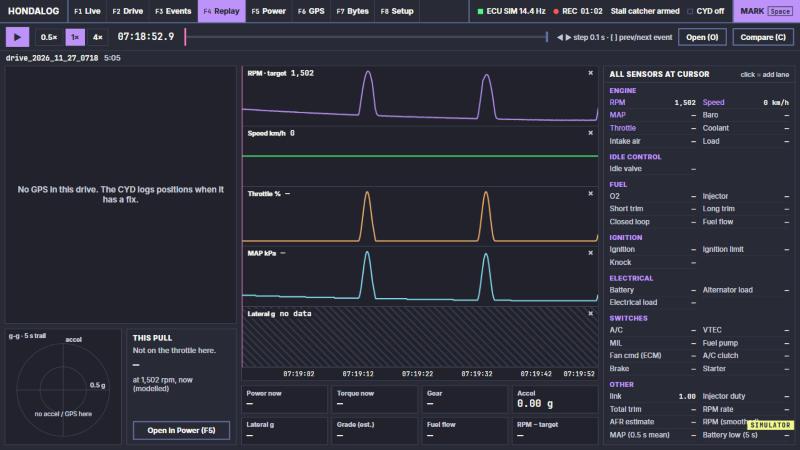 HONDALOG F1 Live F2 Drive F3 Events F4 Replay F5 Power F6 GPS F7 Bytes F8 Setup ECU SIM 14.4 Hz REC 01:02 Stall catcher armed CYD off MARK Space
0.5× 1× 4× 07:18:52.9 ◀ ▶ step 0.1 s · [ ] prev/next event Open (O) Compare (C)
drive_2026_11_27_0718 5:05
No GPS in this drive. The CYD logs positions when it
has a fix.
g-g · 5 s trail
accel
0.5 g
no accel / GPS here
THIS PULL
Not on the throttle here.
—
at 1,502 rpm, now
(modelled)
Open in Power (F5)
RPM · target 1,502 ×
Speed km/h 0 ×
Throttle % — ×
MAP kPa — ×
Lateral g no data ×
07:19:02 07:19:12 07:19:22 07:19:32 07:19:42 07:19:52
Power now Torque now Gear Accel
— — — 0.00 g
Lateral g Grade (est.) Fuel flow RPM − target
— — — —
ALL SENSORS AT CURSOR click = add lane
ENGINE
RPM 1,502 Speed 0 km/h
MAP — Baro —
Throttle — Coolant —
Intake air — Load —
IDLE CONTROL
Idle valve —
FUEL
O2 — Injector —
Short trim — Long trim —
Closed loop — Fuel flow —
IGNITION
Ignition — Ignition limit —
Knock —
ELECTRICAL
Battery — Alternator load —
Electrical load —
SWITCHES
A/C — VTEC —
MIL — Fuel pump —
Fan cmd (ECM) — A/C clutch —
Brake — Starter —
OTHER
link 1.00 Injector duty —
Total trim — RPM rate —
AFR estimate — RPM (smooth
SIMULATOR
MAP (0.5 s mean) — Battery low (5 s) —